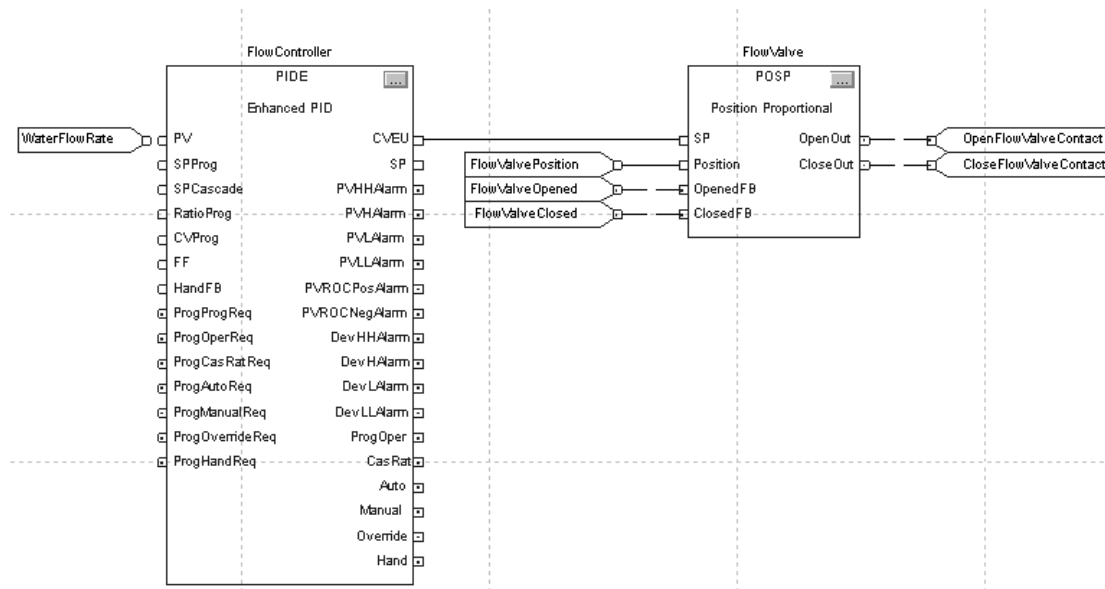 FlowController
PIDE
...
Enhanced PID
WaterFlowRate
PV
SPProg
SPCascade
RatioProg
CVProg
FF
HandFB
ProgProgReq
ProgOperReq
ProgCasRatReq
ProgAutoReq
ProgManualReq
ProgOverrideReq
ProgHandReq
CVEU
SP
PVHHAlarm
PVHAlarm
PVLAlarm
PVLLAlarm
PVROCPosAlarm
PVROCNegAlarm
DevHHAlarm
DevHAlarm
DevLAlarm
DevLLAlarm
ProgOper
CasRat
Auto
Manual
Override
Hand
FlowValve
POSP
...
Position Proportional
FlowValvePosition
FlowValveOpened
FlowValveClosed
SP
Position
OpenedFB
ClosedFB
OpenOut
CloseOut
OpenFlowValveContact
CloseFlowValveContact